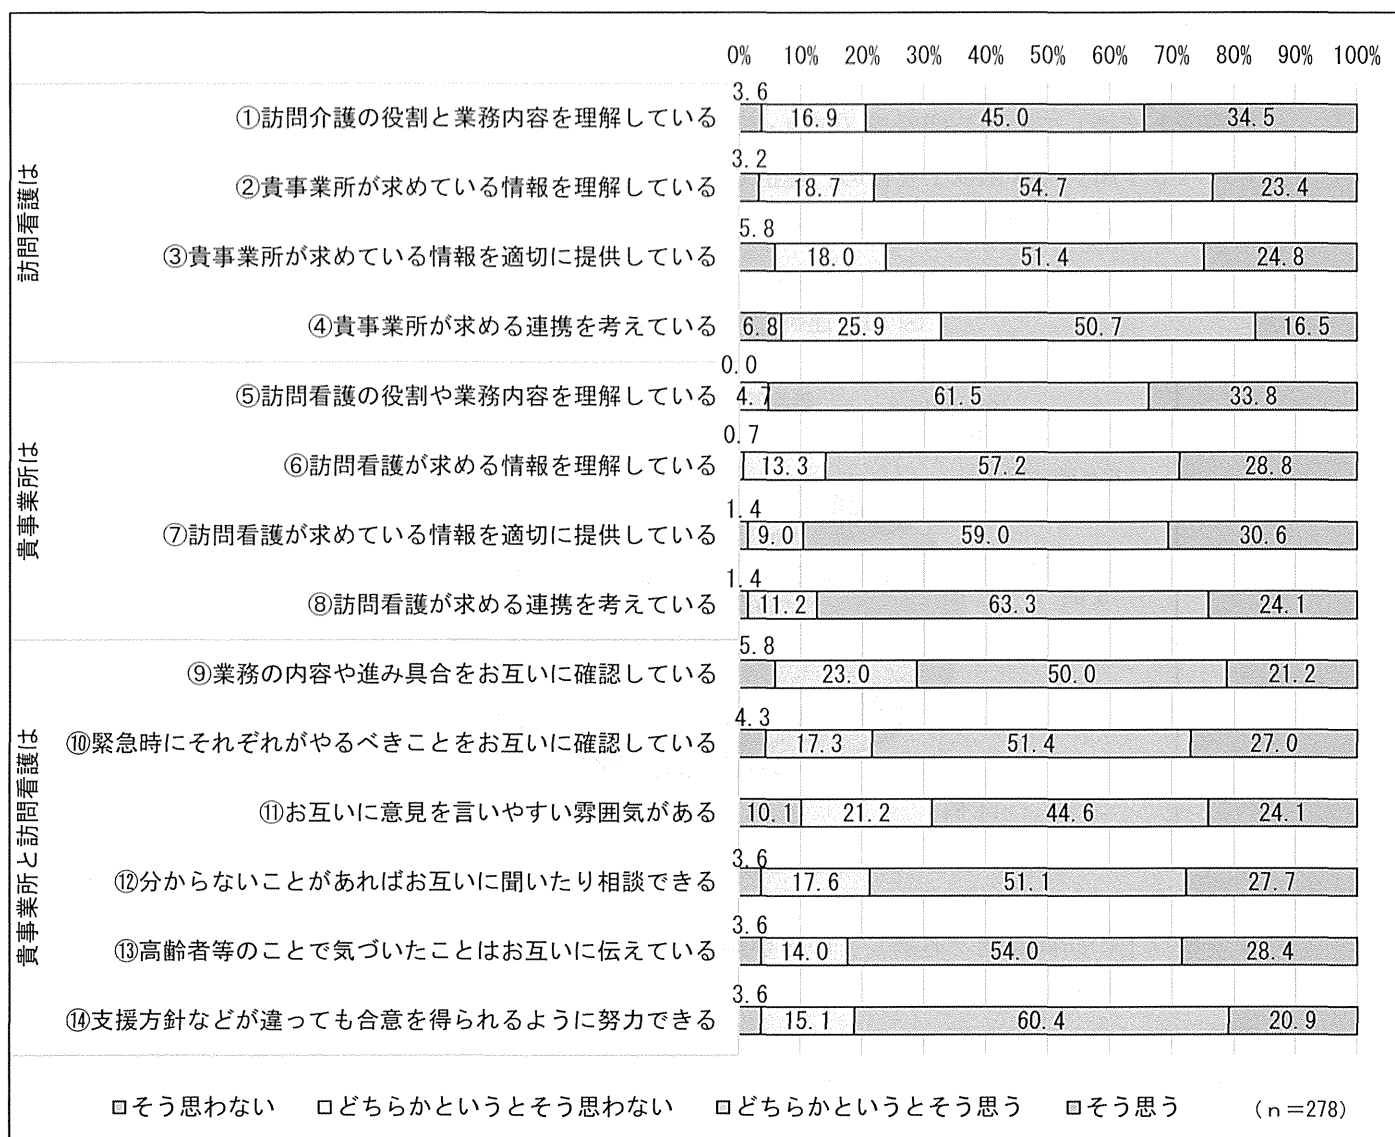 0% 10% 20% 30% 40% 50% 60% 70% 80% 90% 100%
訪問看護は
①訪問介護の役割と業務内容を理解している 3.6 16.9 45.0 34.5
②貴事業所が求めている情報を理解している 3.2 18.7 54.7 23.4
③貴事業所が求めている情報を適切に提供している 5.8 18.0 51.4 24.8
④貴事業所が求める連携を考えている 6.8 25.9 50.7 16.5
貴事業所は
⑤訪問看護の役割や業務内容を理解している 0.0 4.7 61.5 33.8
⑥訪問看護が求める情報を理解している 0.7 13.3 57.2 28.8
⑦訪問看護が求めている情報を適切に提供している 1.4 9.0 59.0 30.6
⑧訪問看護が求める連携を考えている 1.4 11.2 63.3 24.1
貴事業所と訪問看護は
⑨業務の内容や進み具合をお互いに確認している 5.8 23.0 50.0 21.2
⑩緊急時にそれぞれがやるべきことをお互いに確認している 4.3 17.3 51.4 27.0
⑪お互いに意見を言いやすい雰囲気がある 10.1 21.2 44.6 24.1
⑫分からないことがあればお互いに聞いたり相談できる 3.6 17.6 51.1 27.7
⑬高齢者等のことで気づいたことはお互いに伝えている 3.6 14.0 54.0 28.4
⑭支援方針などが違っても合意を得られるように努力できる 3.6 15.1 60.4 20.9
そう思わない どちらかというとそう思わない どちらかというとそう思う そう思う (n=278)